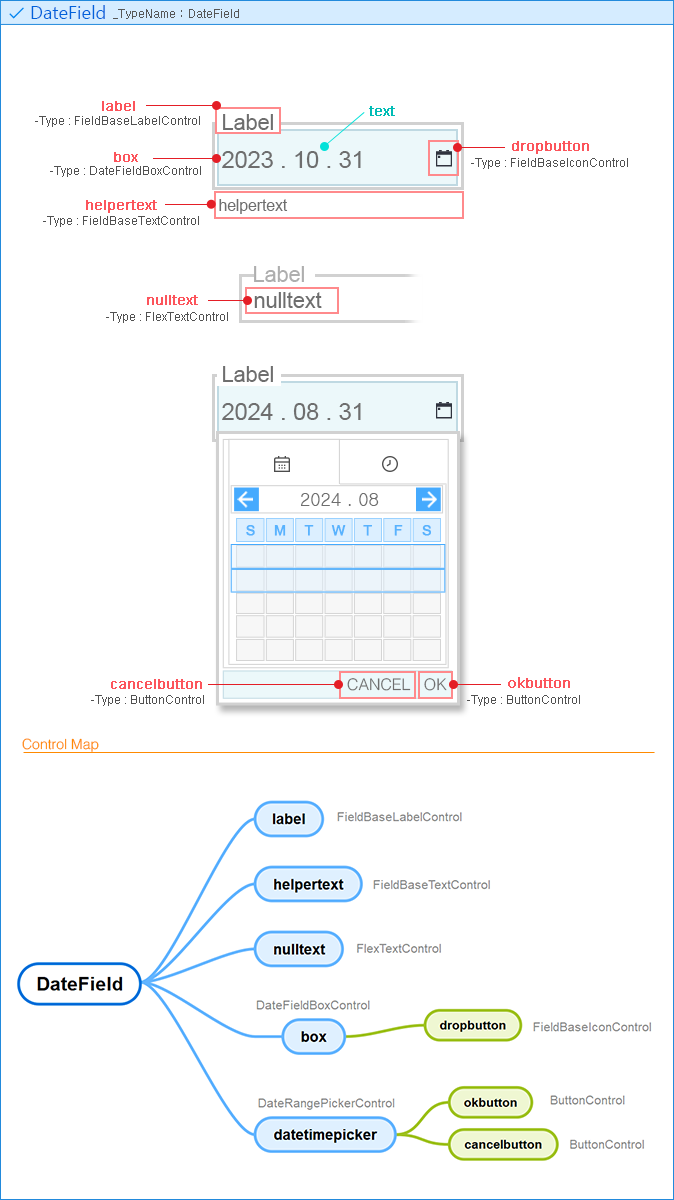 DateField _TypeName : DateField
label
-Type : FieldBaseLabelControl
Label
text
box
-Type : DateFieldBoxControl
2023 . 10 . 31
dropbutton
-Type : FieldBaseIconControl
helpertext
-Type : FieldBaseTextControl
helpertext
Label
nulltext
-Type : FlexTextControl
nulltext
Label
2024 . 08 . 31
2024 . 08
S M T W T F S
cancelbutton
-Type : ButtonControl
CANCEL OK
okbutton
-Type : ButtonControl
Control Map
label FieldBaseLabelControl
helpertext FieldBaseTextControl
nulltext FlexTextControl
DateField
DateFieldBoxControl
box
dropbutton FieldBaseIconControl
DateRangePickerControl
datetimepicker
okbutton ButtonControl
cancelbutton ButtonControl